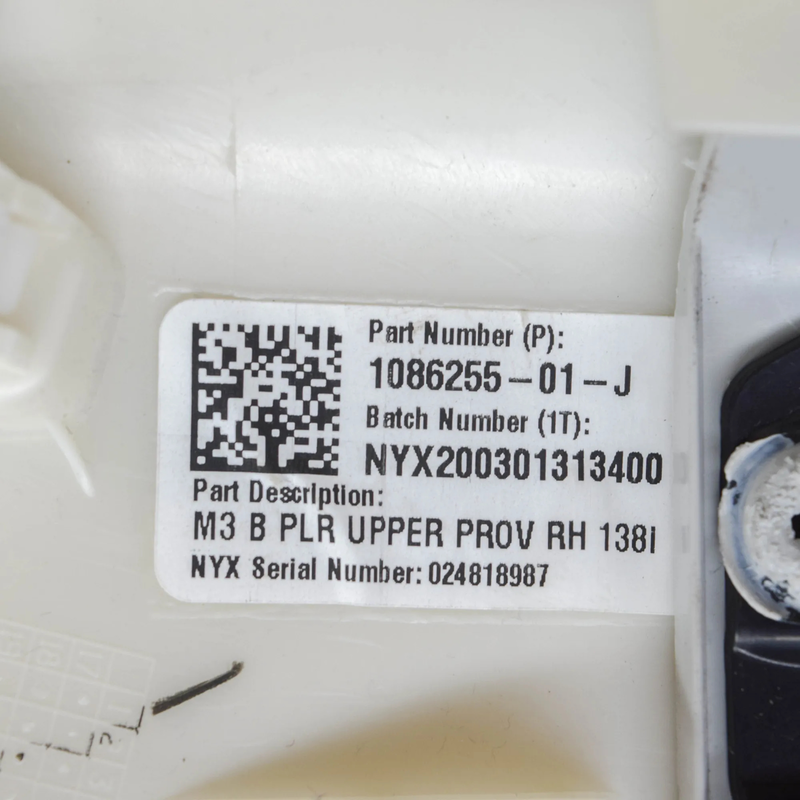 Part Number (P):
1086255-01-J
Batch Number (1T):
NYX200301313400
Part Description:
M3 B PLR UPPER PROV RH 138i
NYX Serial Number: 024818987